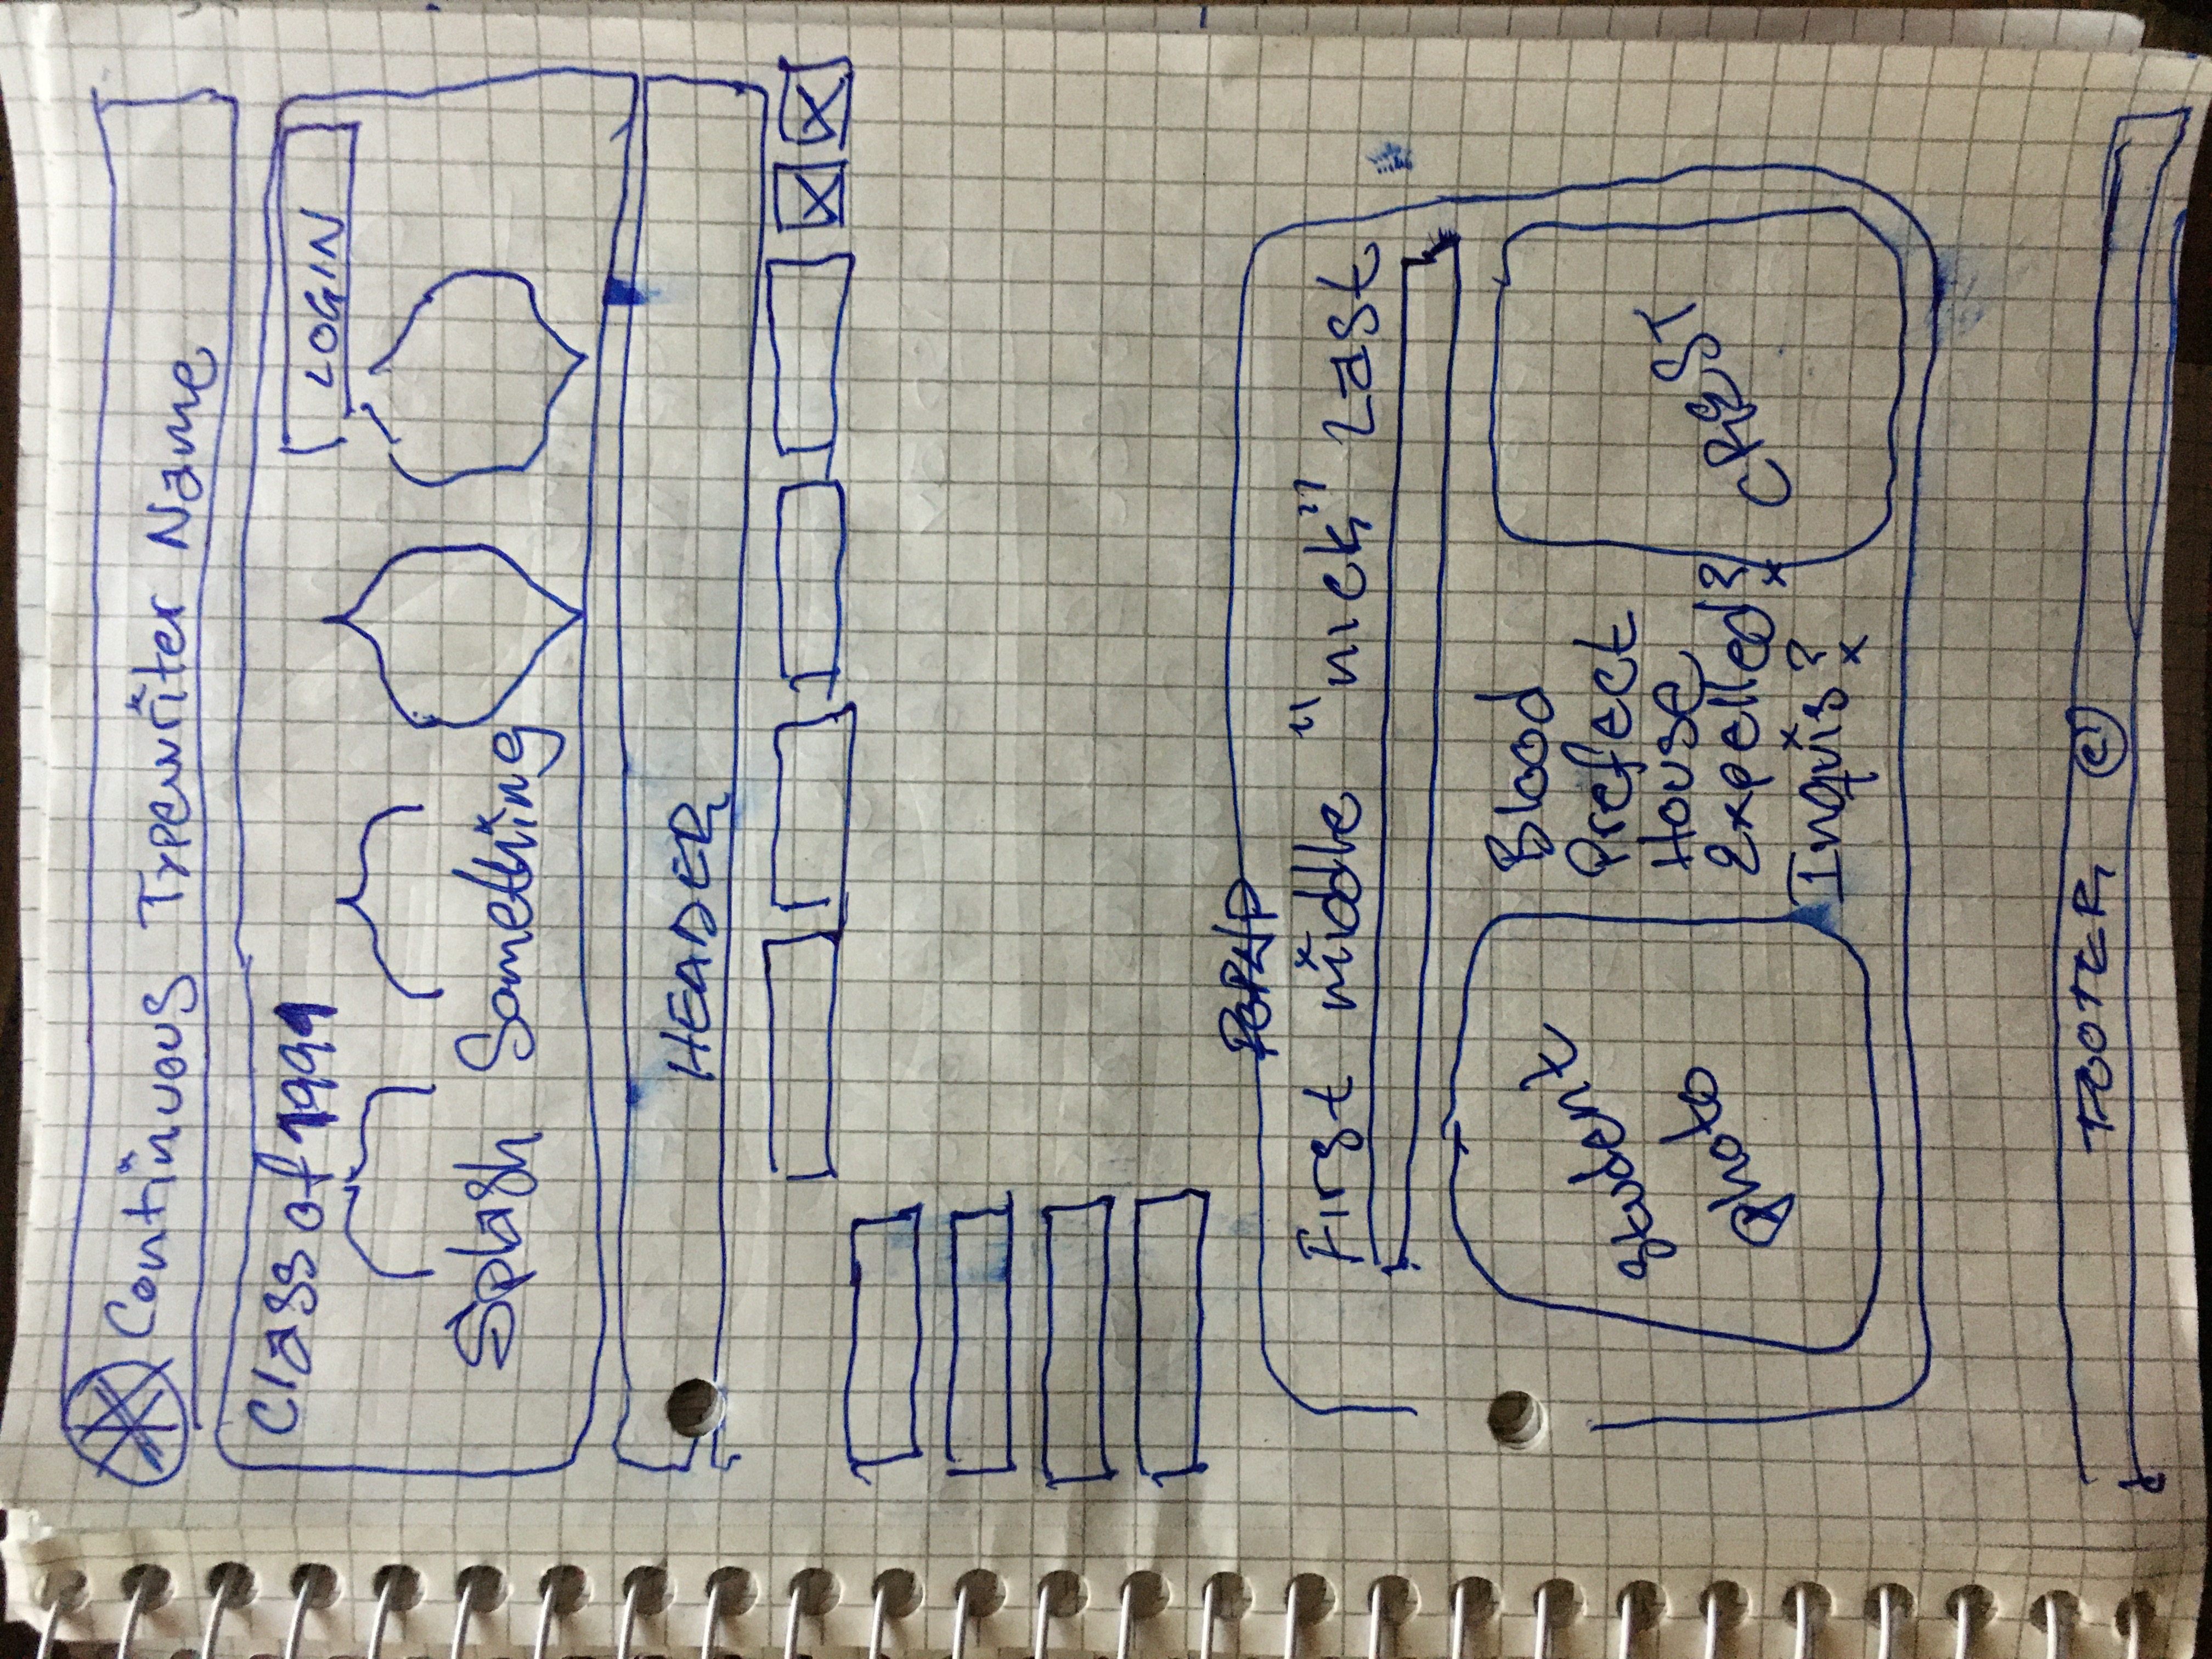 Continuous Typewriter Name
Class of 1991
LOGIN
Splash Something
HEADER
POPUP
First middle "nick" Last
Student
photo
Blood
Prefect
House
Expelled?
Inquis?
CREST
FOOTER ©